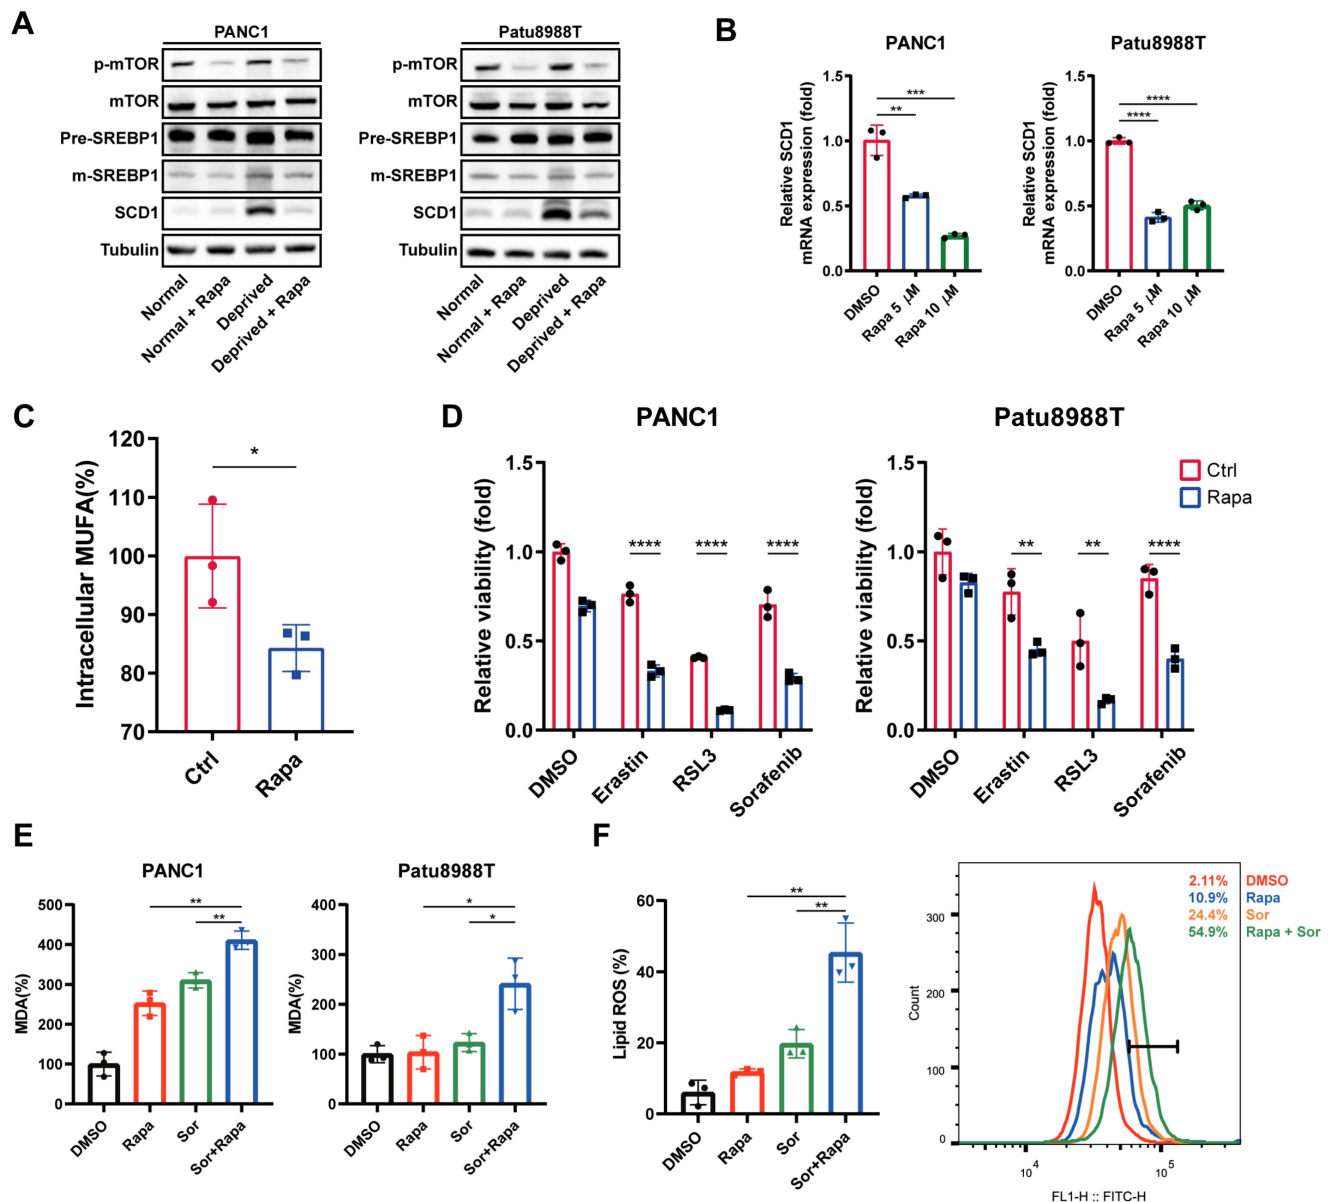 A
PANC1
Patu8988T
p-mTOR
mTOR
Pre-SREBP1
m-SREBP1
SCD1
Tubulin
Normal
Normal + Rapa
Deprived
Deprived + Rapa
p-mTOR
mTOR
Pre-SREBP1
m-SREBP1
SCD1
Tubulin
Normal
Normal + Rapa
Deprived
Deprived + Rapa
B
PANC1
Relative SCD1
mRNA expression (fold)
1.5
1.0
0.5
0.0
***
**
DMSO
Rapa 5 μM
Rapa 10 μM
Patu8988T
Relative SCD1
mRNA expression (fold)
1.5
1.0
0.5
0.0
****
****
DMSO
Rapa 5 μM
Rapa 10 μM
C
Intracellular MUFA(%)
120
110
100
90
80
70
*
Ctrl
Rapa
D
PANC1
Relative viability (fold)
1.5
1.0
0.5
0.0
**** **** ****
DMSO
Erastin
RSL3
Sorafenib
Patu8988T
Relative viability (fold)
1.5
1.0
0.5
0.0
** ** ****
DMSO
Erastin
RSL3
Sorafenib
Ctrl
Rapa
E
PANC1
MDA(%)
500
400
300
200
100
0
**
**
DMSO
Rapa
Sor
Sor+Rapa
Patu8988T
MDA(%)
400
300
200
100
0
*
*
DMSO
Rapa
Sor
Sor+Rapa
F
Lipid ROS (%)
60
40
20
0
**
**
DMSO
Rapa
Sor
Sor+Rapa
Count
300
200
100
0
2.11% DMSO
10.9% Rapa
24.4% Sor
54.9% Rapa + Sor
10⁴
10⁵
FL1-H :: FITC-H